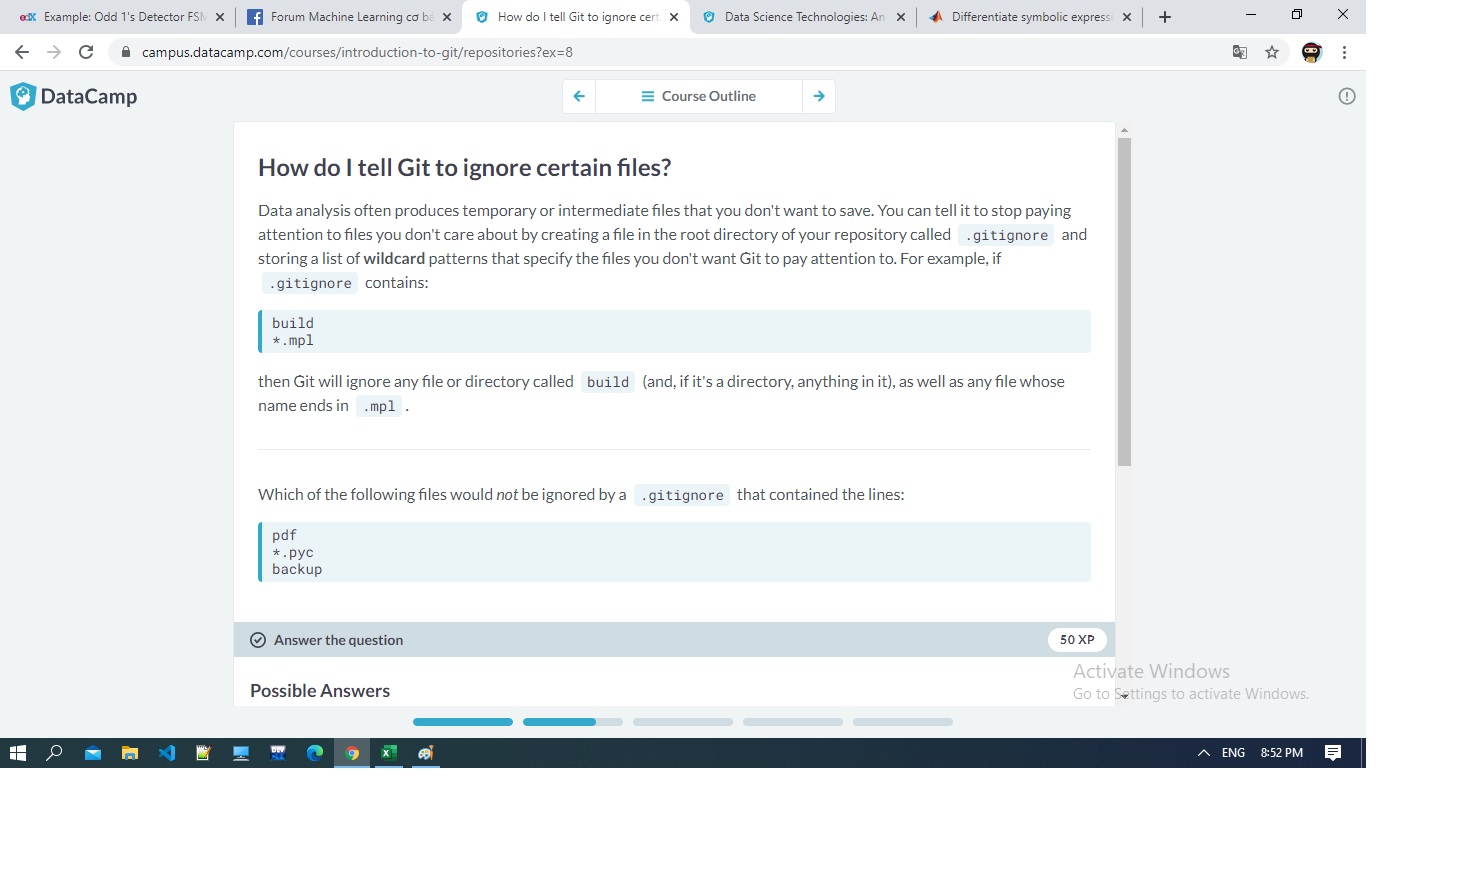 Example: Odd 1's Detector FSM
Forum Machine Learning cơ bả
How do I tell Git to ignore cert
Data Science Technologies: An
Differentiate symbolic expressi
campus.datacamp.com/courses/introduction-to-git/repositories?ex=8
DataCamp
Course Outline
How do I tell Git to ignore certain files?
Data analysis often produces temporary or intermediate files that you don't want to save. You can tell it to stop paying
attention to files you don't care about by creating a file in the root directory of your repository called .gitignore and
storing a list of wildcard patterns that specify the files you don't want Git to pay attention to. For example, if
.gitignore contains:
build
*.mpl
then Git will ignore any file or directory called build (and, if it's a directory, anything in it), as well as any file whose
name ends in .mpl .
Which of the following files would not be ignored by a .gitignore that contained the lines:
pdf
*.pyc
backup
Answer the question
50 XP
Possible Answers
Activate Windows
Go to Settings to activate Windows.
ENG
8:52 PM